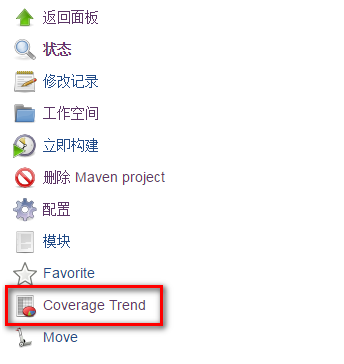 返回面板
状态
修改记录
工作空间
立即构建
删除 Maven project
配置
模块
Favorite
Coverage Trend
Move